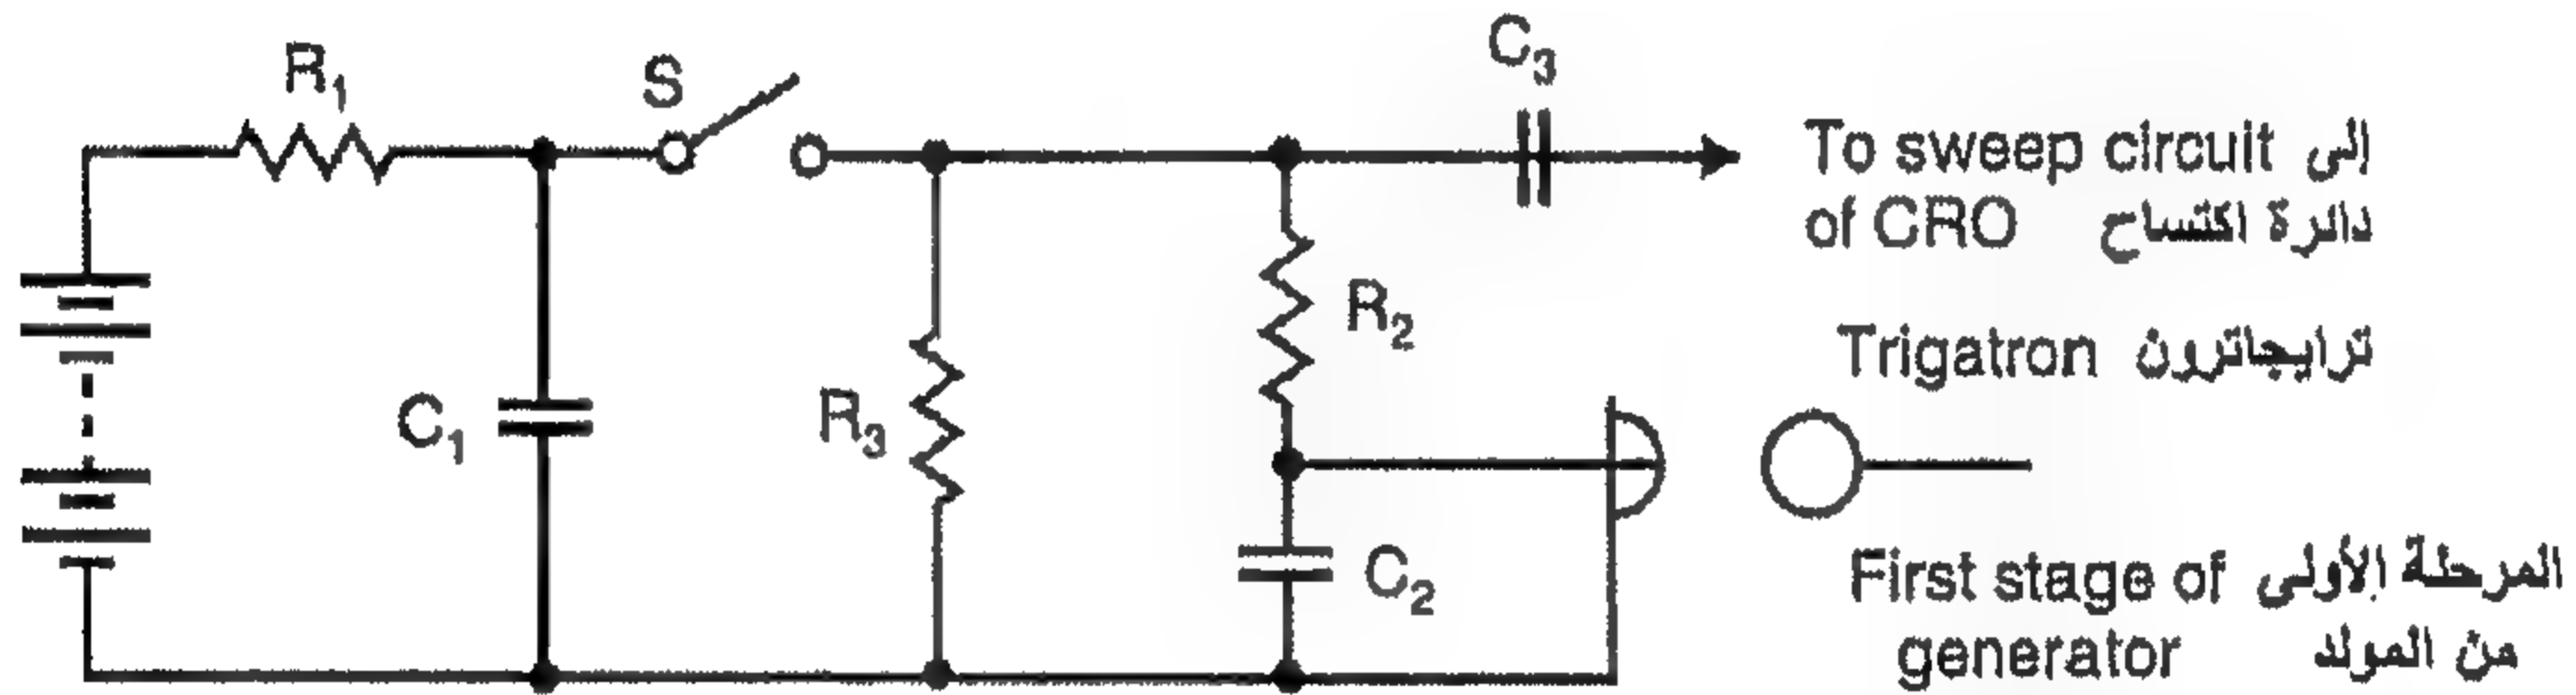 R₁
S
C₃
To sweep circuit إلى
of CRO دائرة اكتساح
R₂
Trigatron ترايجاترون
C₁
R₃
C₂
First stage of المرحلة الأولى
generator من المولد